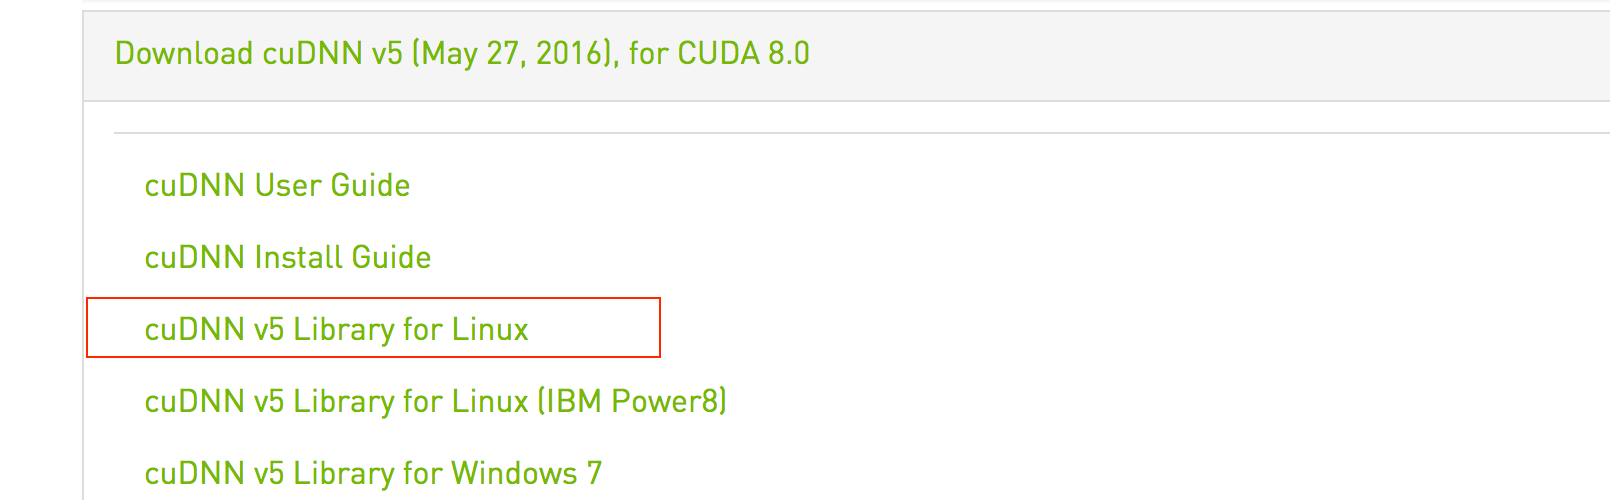 Download cuDNN v5 (May 27, 2016), for CUDA 8.0
cuDNN User Guide
cuDNN Install Guide
cuDNN v5 Library for Linux
cuDNN v5 Library for Linux (IBM Power8)
cuDNN v5 Library for Windows 7